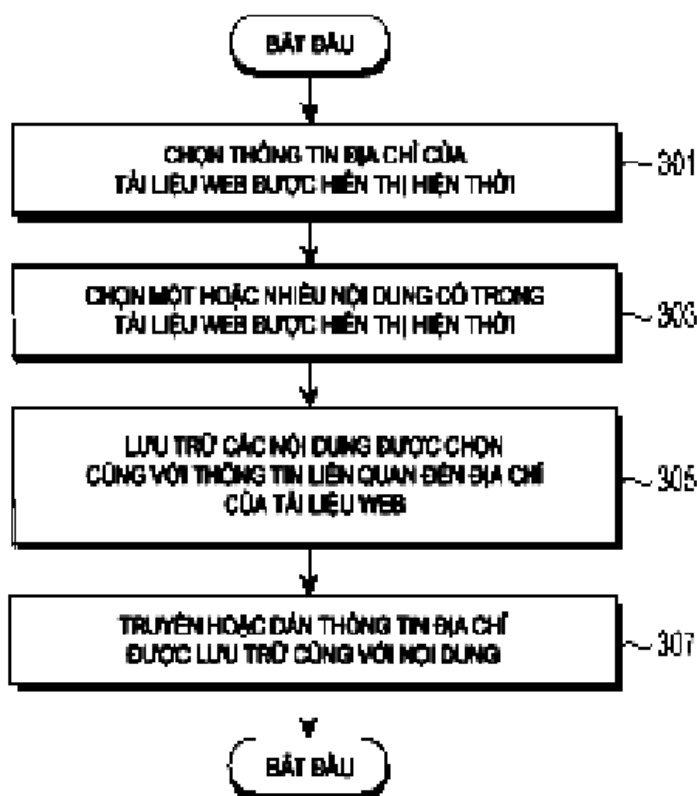 BẮT ĐẦU
CHỌN THÔNG TIN ĐỊA CHỈ CỦA
TÀI LIỆU WEB ĐƯỢC HIỂN THỊ HIỆN THỜI
301
CHỌN MỘT HOẶC NHIỀU NỘI DUNG CÓ TRONG
TÀI LIỆU WEB ĐƯỢC HIỂN THỊ HIỆN THỜI
303
LƯU TRỮ CÁC NỘI DUNG ĐƯỢC CHỌN
CÙNG VỚI THÔNG TIN LIÊN QUAN ĐẾN ĐỊA CHỈ
CỦA TÀI LIỆU WEB
305
TRUYỀN HOẶC DÁN THÔNG TIN ĐỊA CHỈ
ĐƯỢC LƯU TRỮ CÙNG VỚI NỘI DUNG
307
BẮT ĐẦU